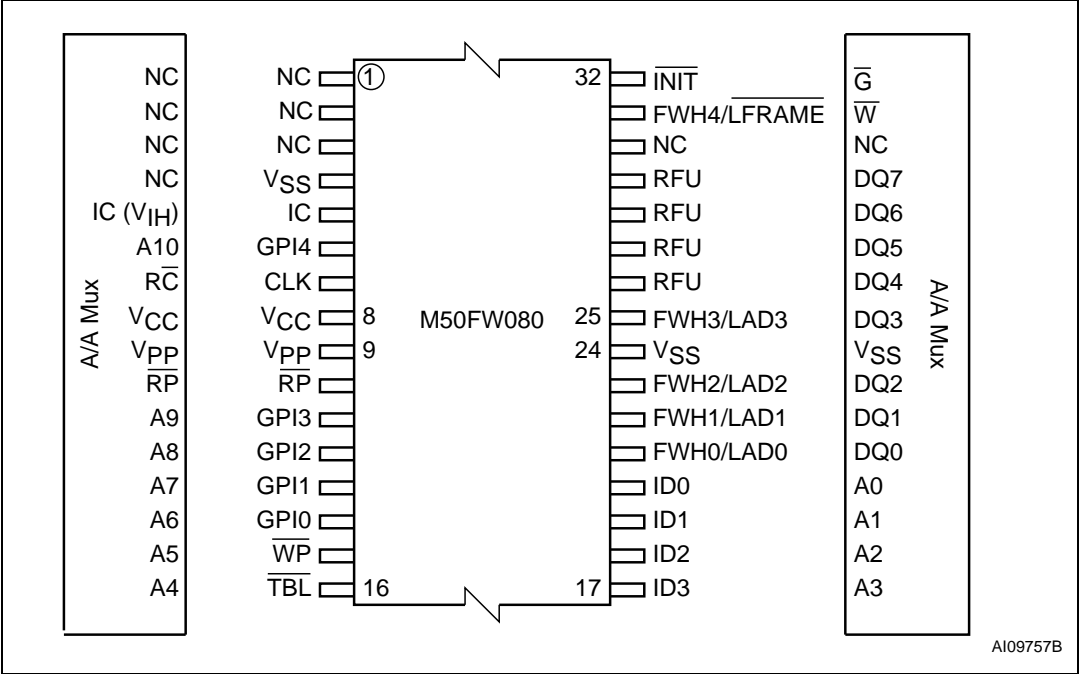 NC NC 1 32 INIT G
NC NC FWH4/LFRAME W
NC NC NC NC
NC VSS RFU DQ7
IC (VIH) IC RFU DQ6
A10 GPI4 RFU DQ5
RC CLK RFU DQ4
A/A Mux VCC VCC 8 M50FW080 25 FWH3/LAD3 DQ3 A/A Mux
VPP VPP 9 24 VSS VSS
RP RP FWH2/LAD2 DQ2
A9 GPI3 FWH1/LAD1 DQ1
A8 GPI2 FWH0/LAD0 DQ0
A7 GPI1 ID0 A0
A6 GPI0 ID1 A1
A5 WP ID2 A2
A4 TBL 16 17 ID3 A3
AI09757B